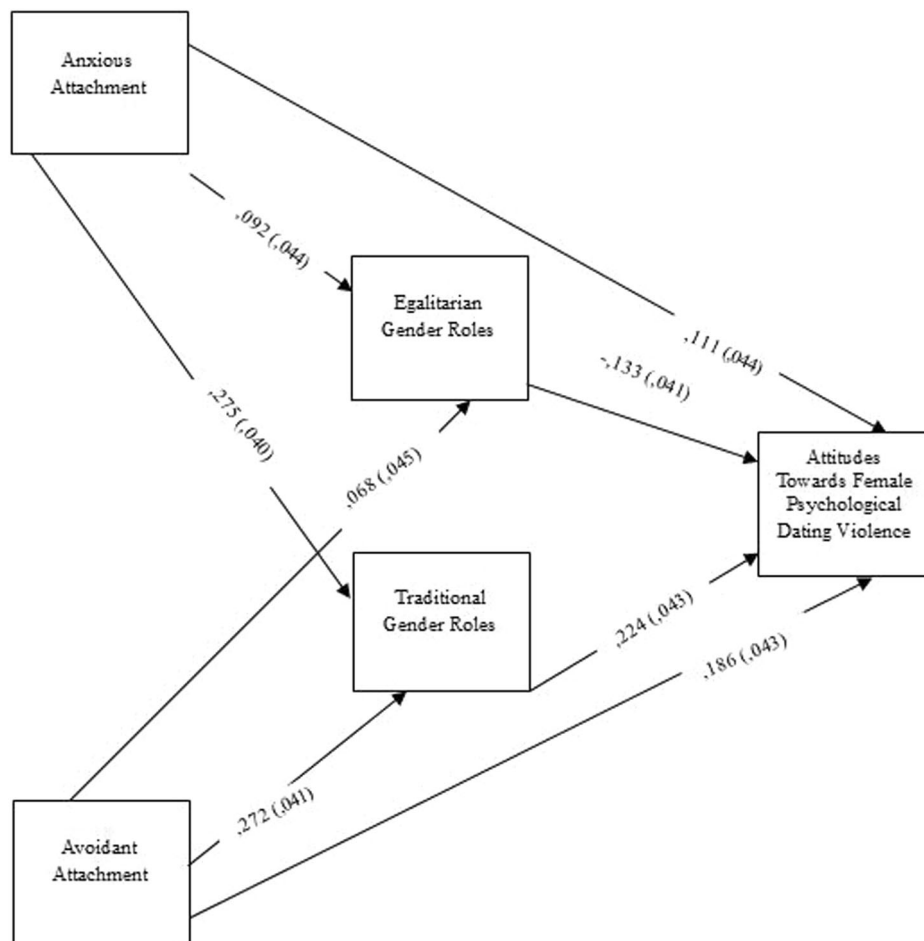 Anxious
Attachment
,092 (,044)
Egalitarian
Gender Roles
,111 (,044)
-,133 (,041)
,275 (,040)
,068 (,045)
Attitudes
Towards Female
Psychological
Dating Violence
Traditional
Gender Roles
,224 (,043)
,186 (,043)
,272 (,041)
Avoidant
Attachment